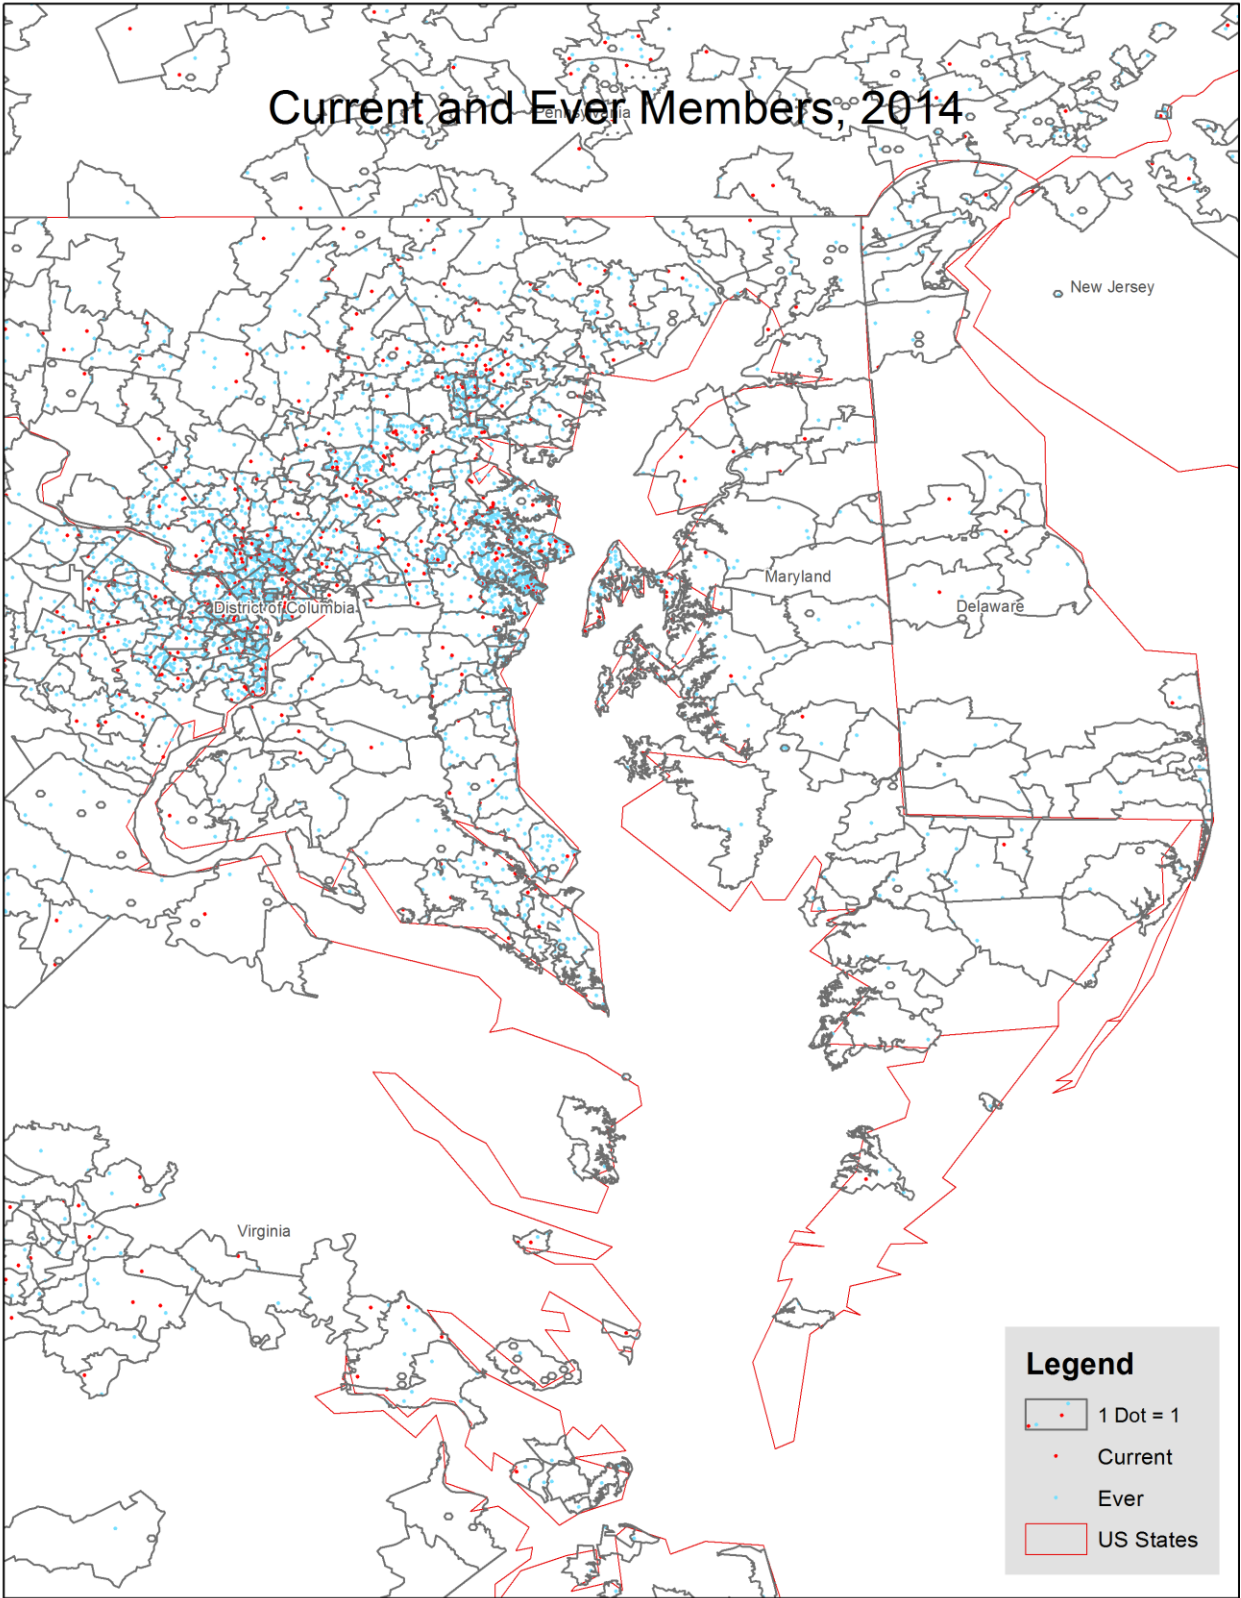 Current and Ever Members, 2014
Pennsylvania
New Jersey
Maryland
District of Columbia
Delaware
Virginia
Legend
1 Dot = 1
Current
Ever
US States